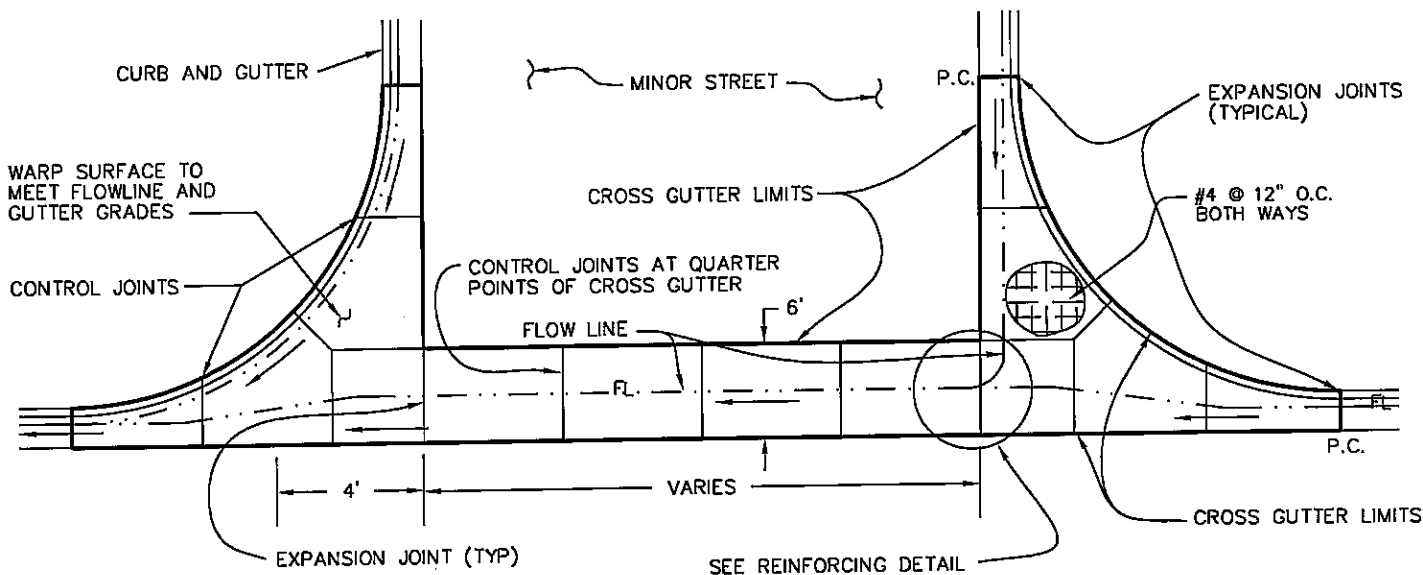 CURB AND GUTTER
MINOR STREET
P.C.
EXPANSION JOINTS
(TYPICAL)
WARP SURFACE TO
MEET FLOWLINE AND
GUTTER GRADES
CROSS GUTTER LIMITS
#4 @ 12" O.C.
BOTH WAYS
CONTROL JOINTS
CONTROL JOINTS AT QUARTER
POINTS OF CROSS GUTTER
6'
FLOW LINE
FL
FL
P.C.
4'
VARIES
CROSS GUTTER LIMITS
EXPANSION JOINT (TYP)
SEE REINFORCING DETAIL